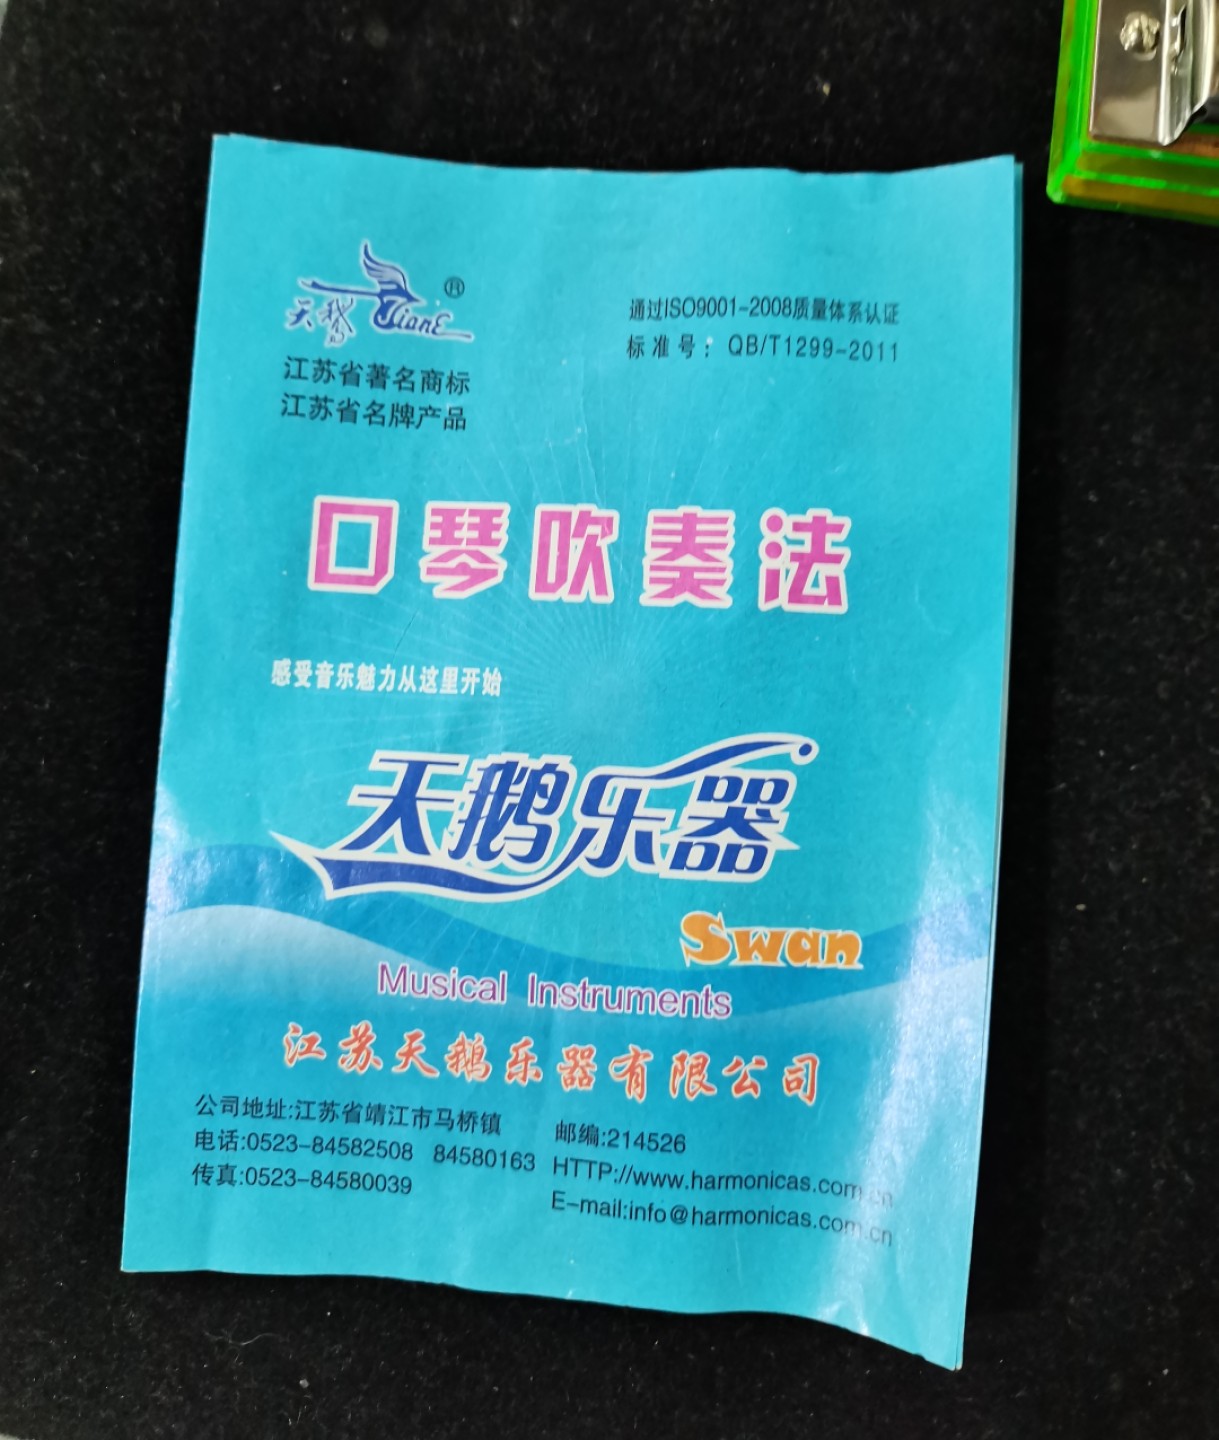 天鹅 TianE ®
江苏省著名商标
江苏省名牌产品
通过ISO9001-2008质量体系认证
标准号：QB/T1299-2011
口琴吹奏法
感受音乐魅力从这里开始
天鹅乐器
Swan
Musical Instruments
江苏天鹅乐器有限公司
公司地址:江苏省靖江市马桥镇
电话:0523-84582508 84580163
传真:0523-84580039
邮编:214526
HTTP://www.harmonicas.com.cn
E-mail:info@harmonicas.com.cn